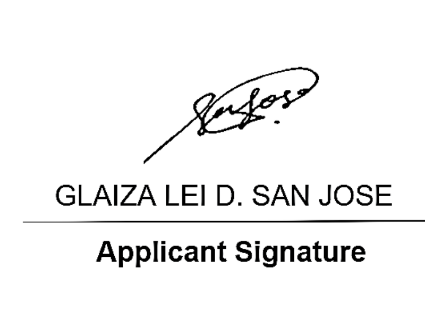 GLAIZA LEI D. SAN JOSE
Applicant Signature